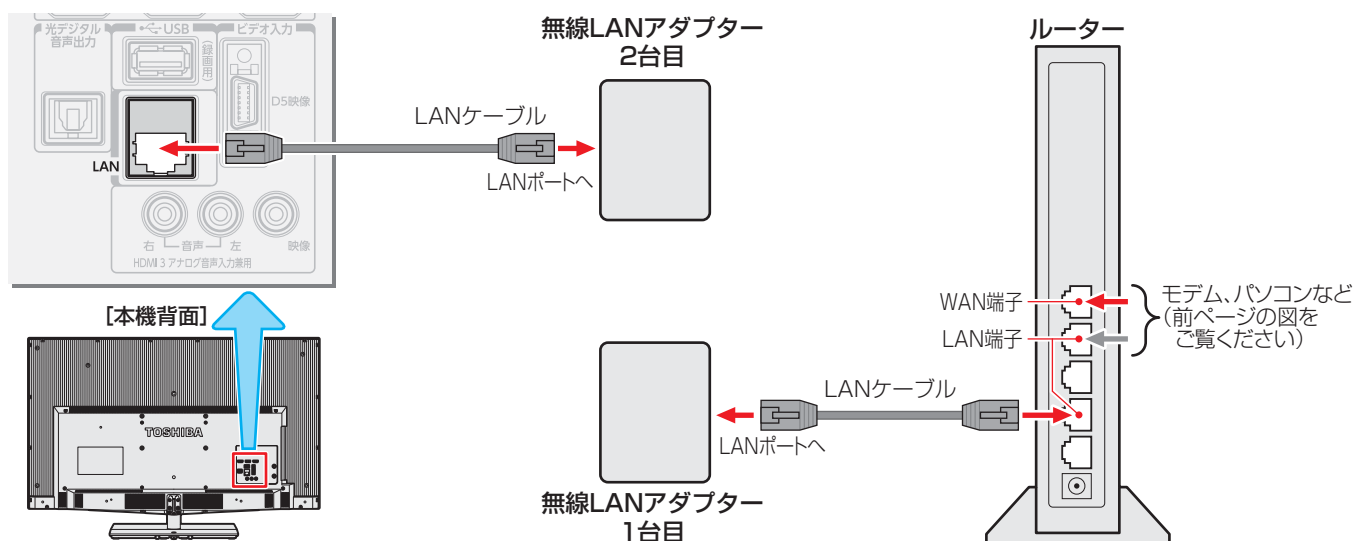 光デジタル
音声出力
USB
(録画用)
ビデオ入力
D5映像
LAN
右
音声
左
映像
HDMI 3 アナログ音声入力兼用
[本機背面]
TOSHIBA
LANケーブル
LANポートへ
無線LANアダプター
2台目
ルーター
WAN端子
LAN端子
モデム、パソコンなど
(前ページの図を
ご覧ください)
LANケーブル
LANポートへ
無線LANアダプター
1台目